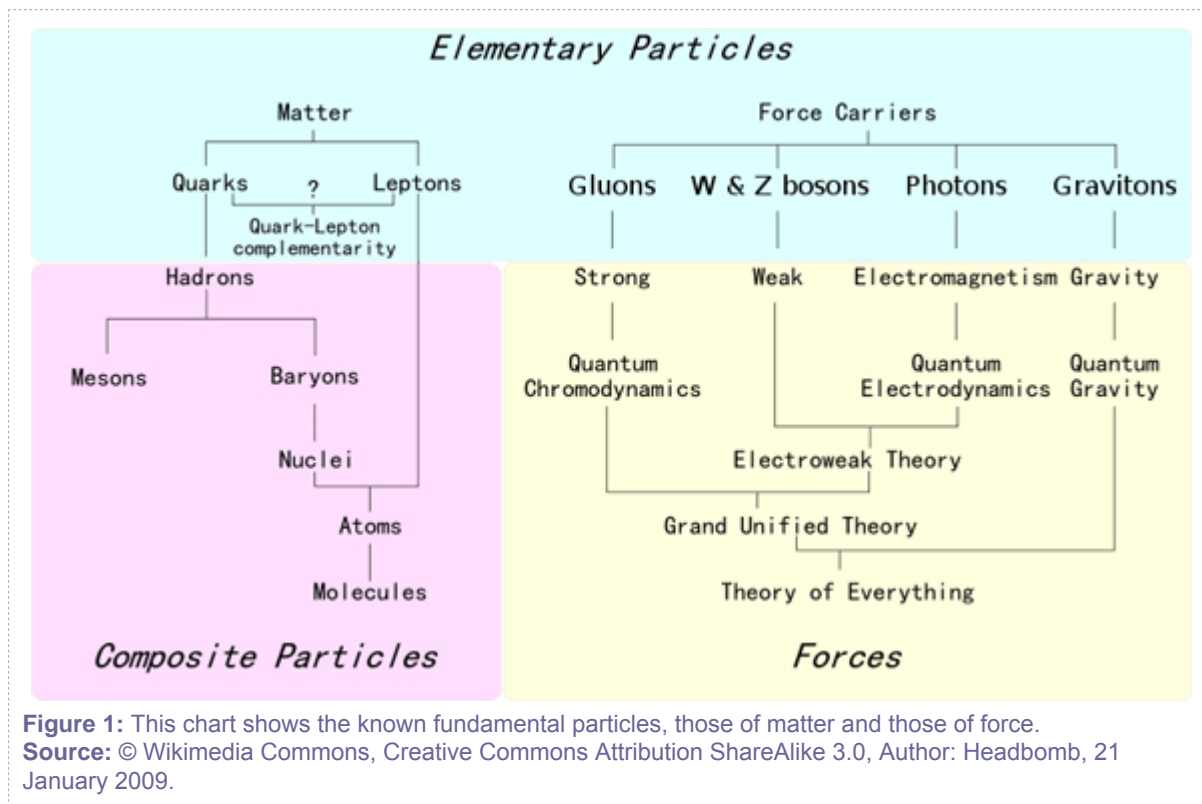 Elementary Particles
Matter
Force Carriers
Quarks ? Leptons
Gluons W & Z bosons Photons Gravitons
Quark-Lepton
complementarity
Hadrons
Strong Weak Electromagnetism Gravity
Mesons Baryons
Quantum
Chromodynamics
Quantum
Electrodynamics
Quantum
Gravity
Nuclei
Electroweak Theory
Atoms
Grand Unified Theory
Molecules
Theory of Everything
Composite Particles
Forces
Figure 1: This chart shows the known fundamental particles, those of matter and those of force.
Source: © Wikimedia Commons, Creative Commons Attribution ShareAlike 3.0, Author: Headbomb, 21
January 2009.